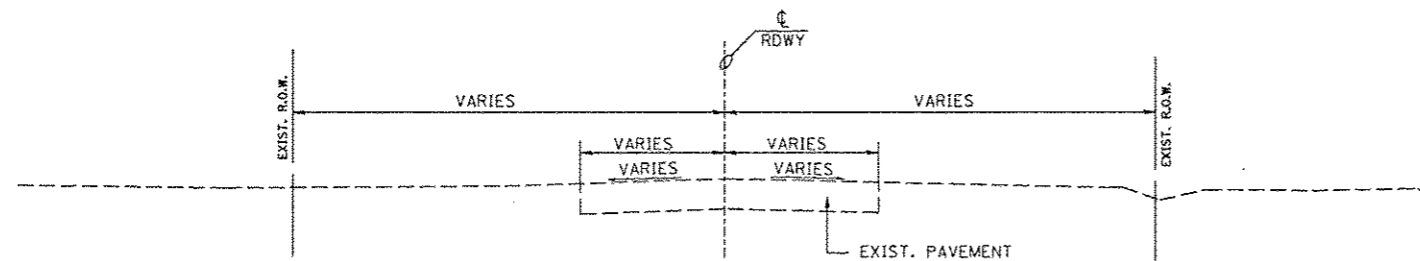 ℄
RDWY
EXIST. R.O.W.
VARIES
VARIES
EXIST. R.O.W.
VARIES
VARIES
VARIES
VARIES
EXIST. PAVEMENT